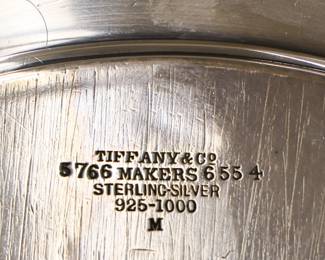 TIFFANY & Co
5766 MAKERS 6554
STERLING-SILVER
925-1000
M